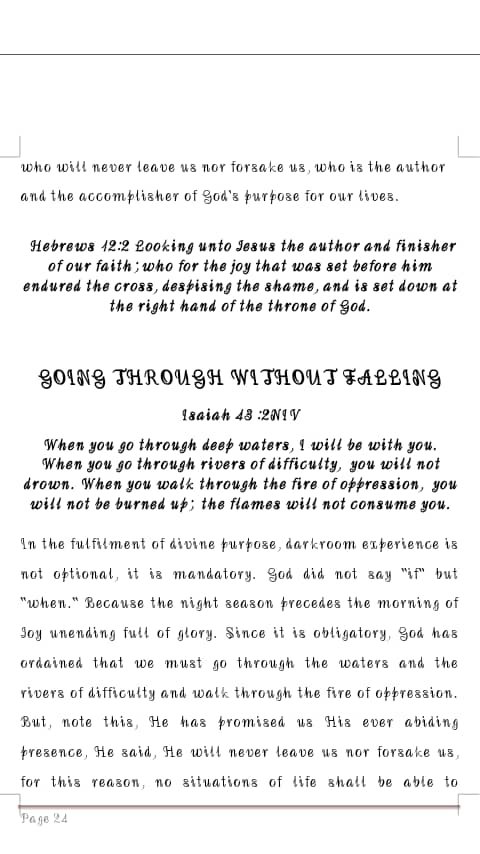 who will never leave us nor forsake us, who is the author
and the accomplisher of God's purpose for our lives.
Hebrews 12:2 Looking unto Jesus the author and finisher
of our faith; who for the joy that was set before him
endured the cross, despising the shame, and is set down at
the right hand of the throne of God.
GOING THROUGH WITHOUT FALLING
Isaiah 43 :2NIV
When you go through deep waters, I will be with you.
When you go through rivers of difficulty, you will not
drown. When you walk through the fire of oppression, you
will not be burned up; the flames will not consume you.
In the fulfilment of divine purpose, darkroom experience is
not optional, it is mandatory. God did not say "if" but
"when." Because the night season precedes the morning of
Joy unending full of glory. Since it is obligatory, God has
ordained that we must go through the waters and the
rivers of difficulty and walk through the fire of oppression.
But, note this, He has promised us His ever abiding
presence, He said, He will never leave us nor forsake us,
for this reason, no situations of life shall be able to
Page 24